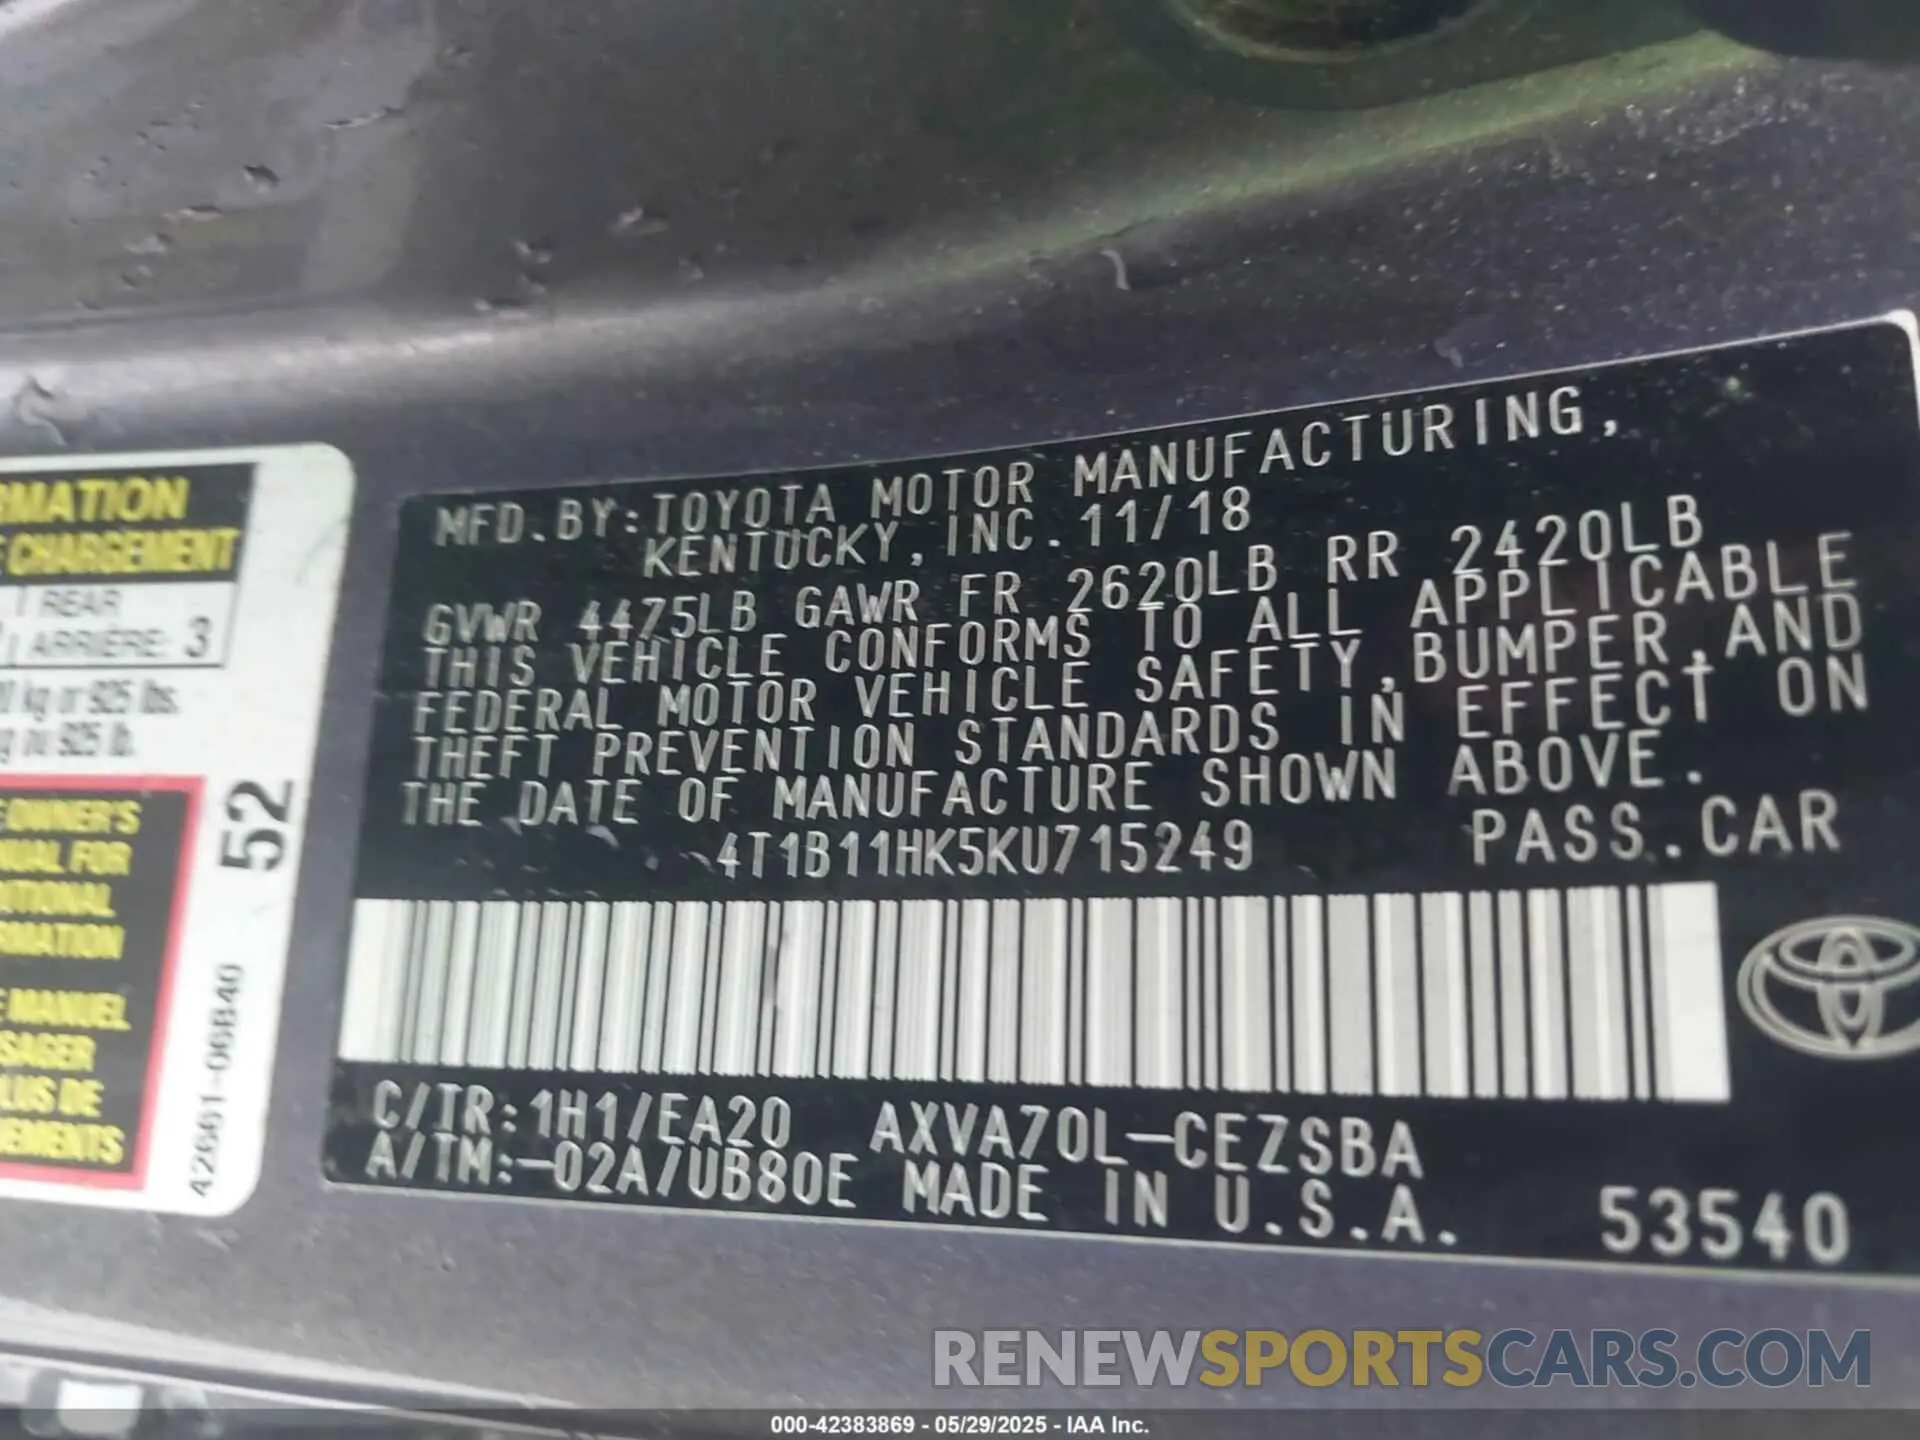 RMATION
E CHARGEMENT
REAR
ARRIÈRE: 3
kg or 925 lbs.
925 lb.
OWNER'S
FOR
MANUEL
LUS DE
52
42661-06B40
MFD.BY:TOYOTA MOTOR MANUFACTURING,
KENTUCKY,INC.11/18
GVWR 4475LB GAWR FR 2620LB RR 2420LB
THIS VEHICLE CONFORMS TO ALL APPLICABLE
FEDERAL MOTOR VEHICLE SAFETY,BUMPER,AND
THEFT PREVENTION STANDARDS IN EFFECT ON
THE DATE OF MANUFACTURE SHOWN ABOVE.
4T1B11HK5KU715249 PASS.CAR
C/TR:1H1/EA20 AXVA70L-CEZSBA
A/TM:-02A/UB80E MADE IN U.S.A. 53540
RENEWSPORTSCARS.COM
000-42383869 - 05/29/2025 - IAA Inc.